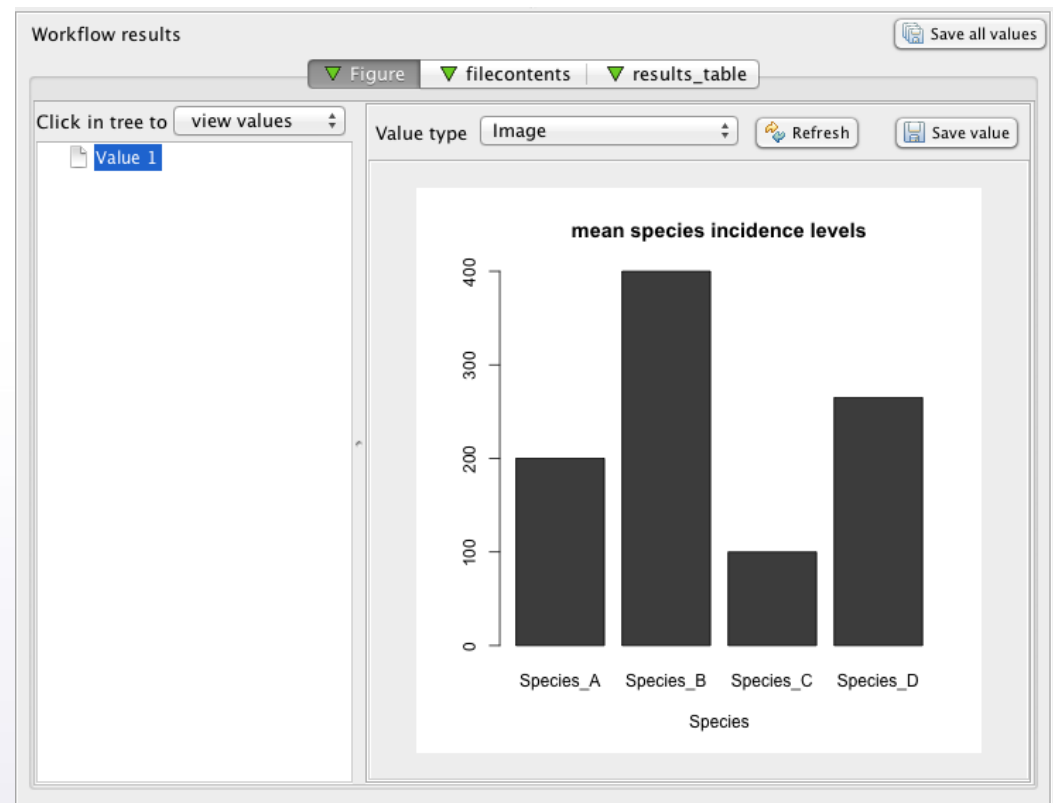 Workflow results
Save all values
Figure
filecontents
results_table
Click in tree to
view values
Value type
Image
Refresh
Save value
Value 1
mean species incidence levels
400
300
200
100
0
Species_A
Species_B
Species_C
Species_D
Species